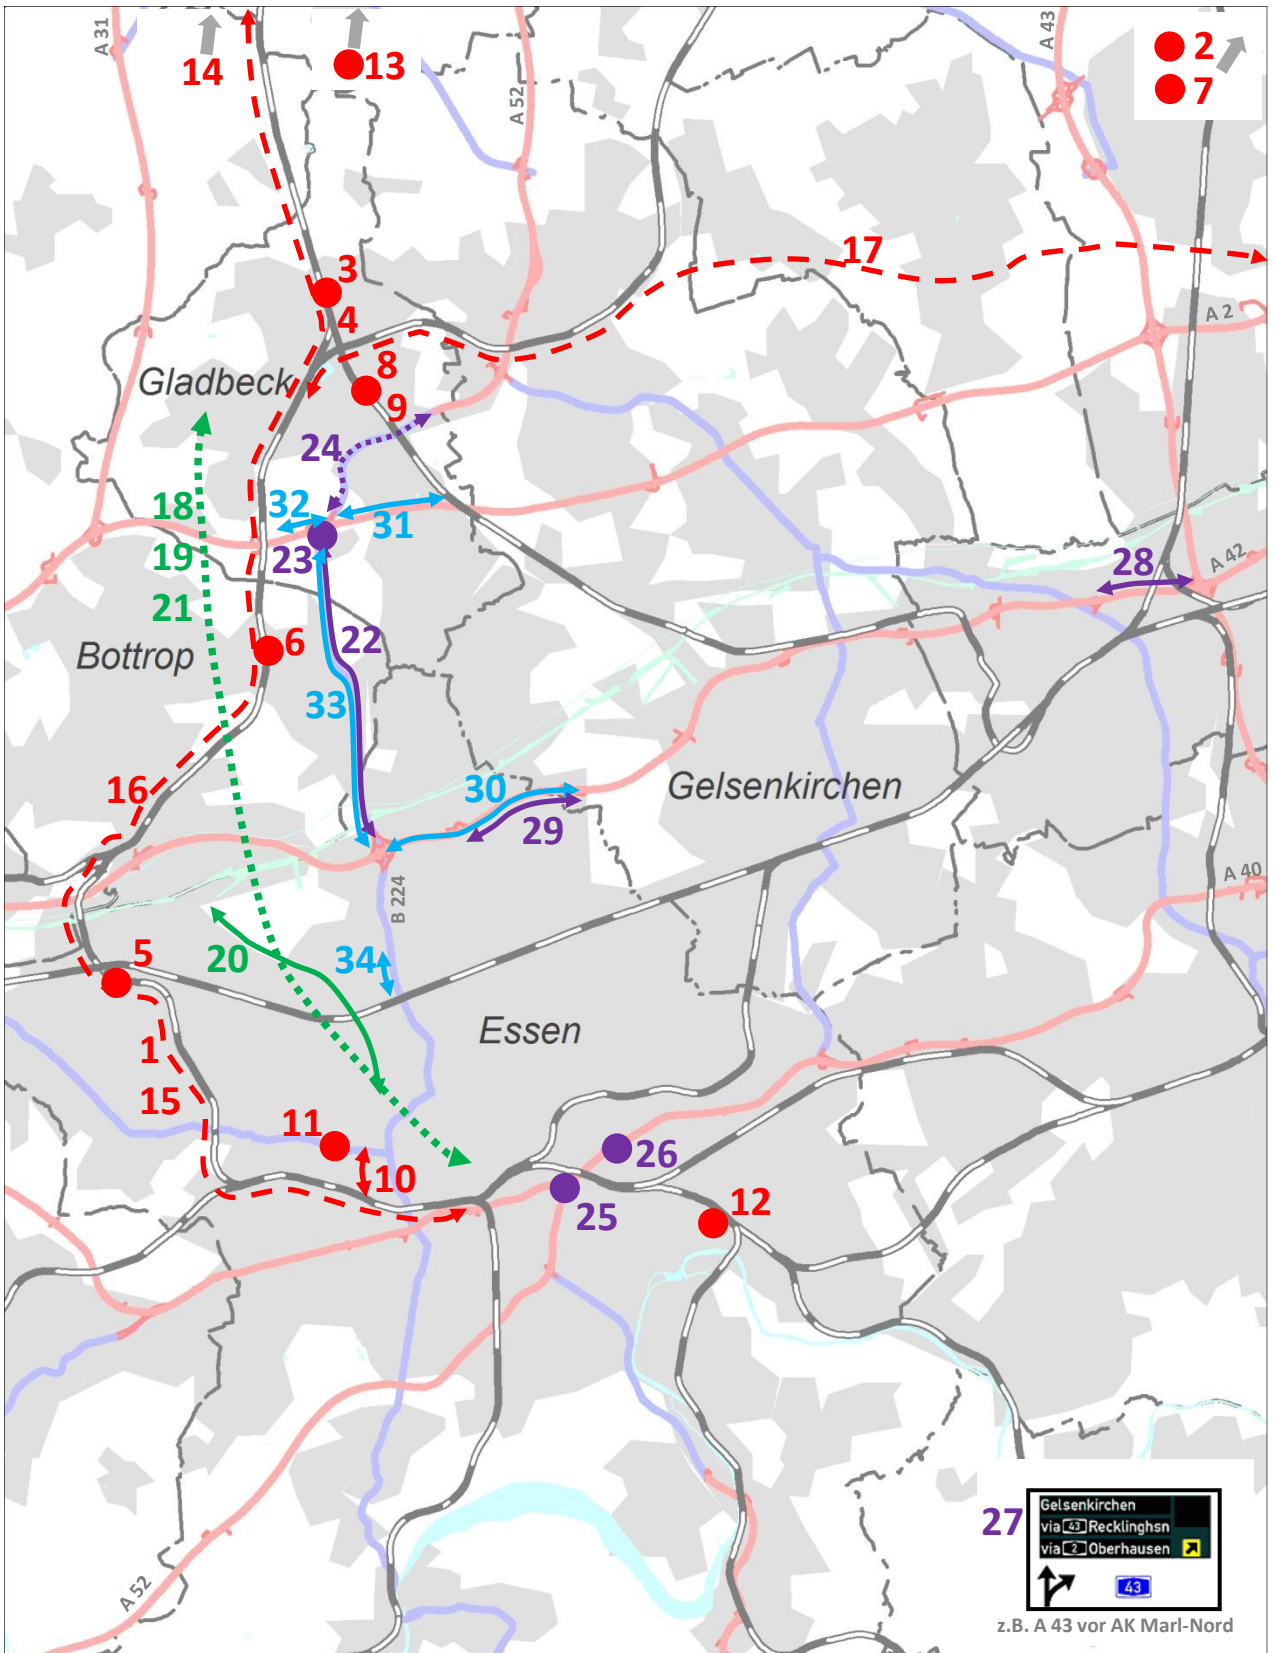 A 31
14
13
A 52
A 43
2
7
3
4
17
A 2
8
9
Gladbeck
24
18
32
31
19
23
28
A 42
21
22
6
Bottrop
33
16
30
29
Gelsenkirchen
A 40
B 224
20
34
5
1
Essen
15
11
10
26
25
12
27
Gelsenkirchen
via 43 Recklinghsn
via 2 Oberhausen
43
z.B. A 43 vor AK Marl-Nord
A 52